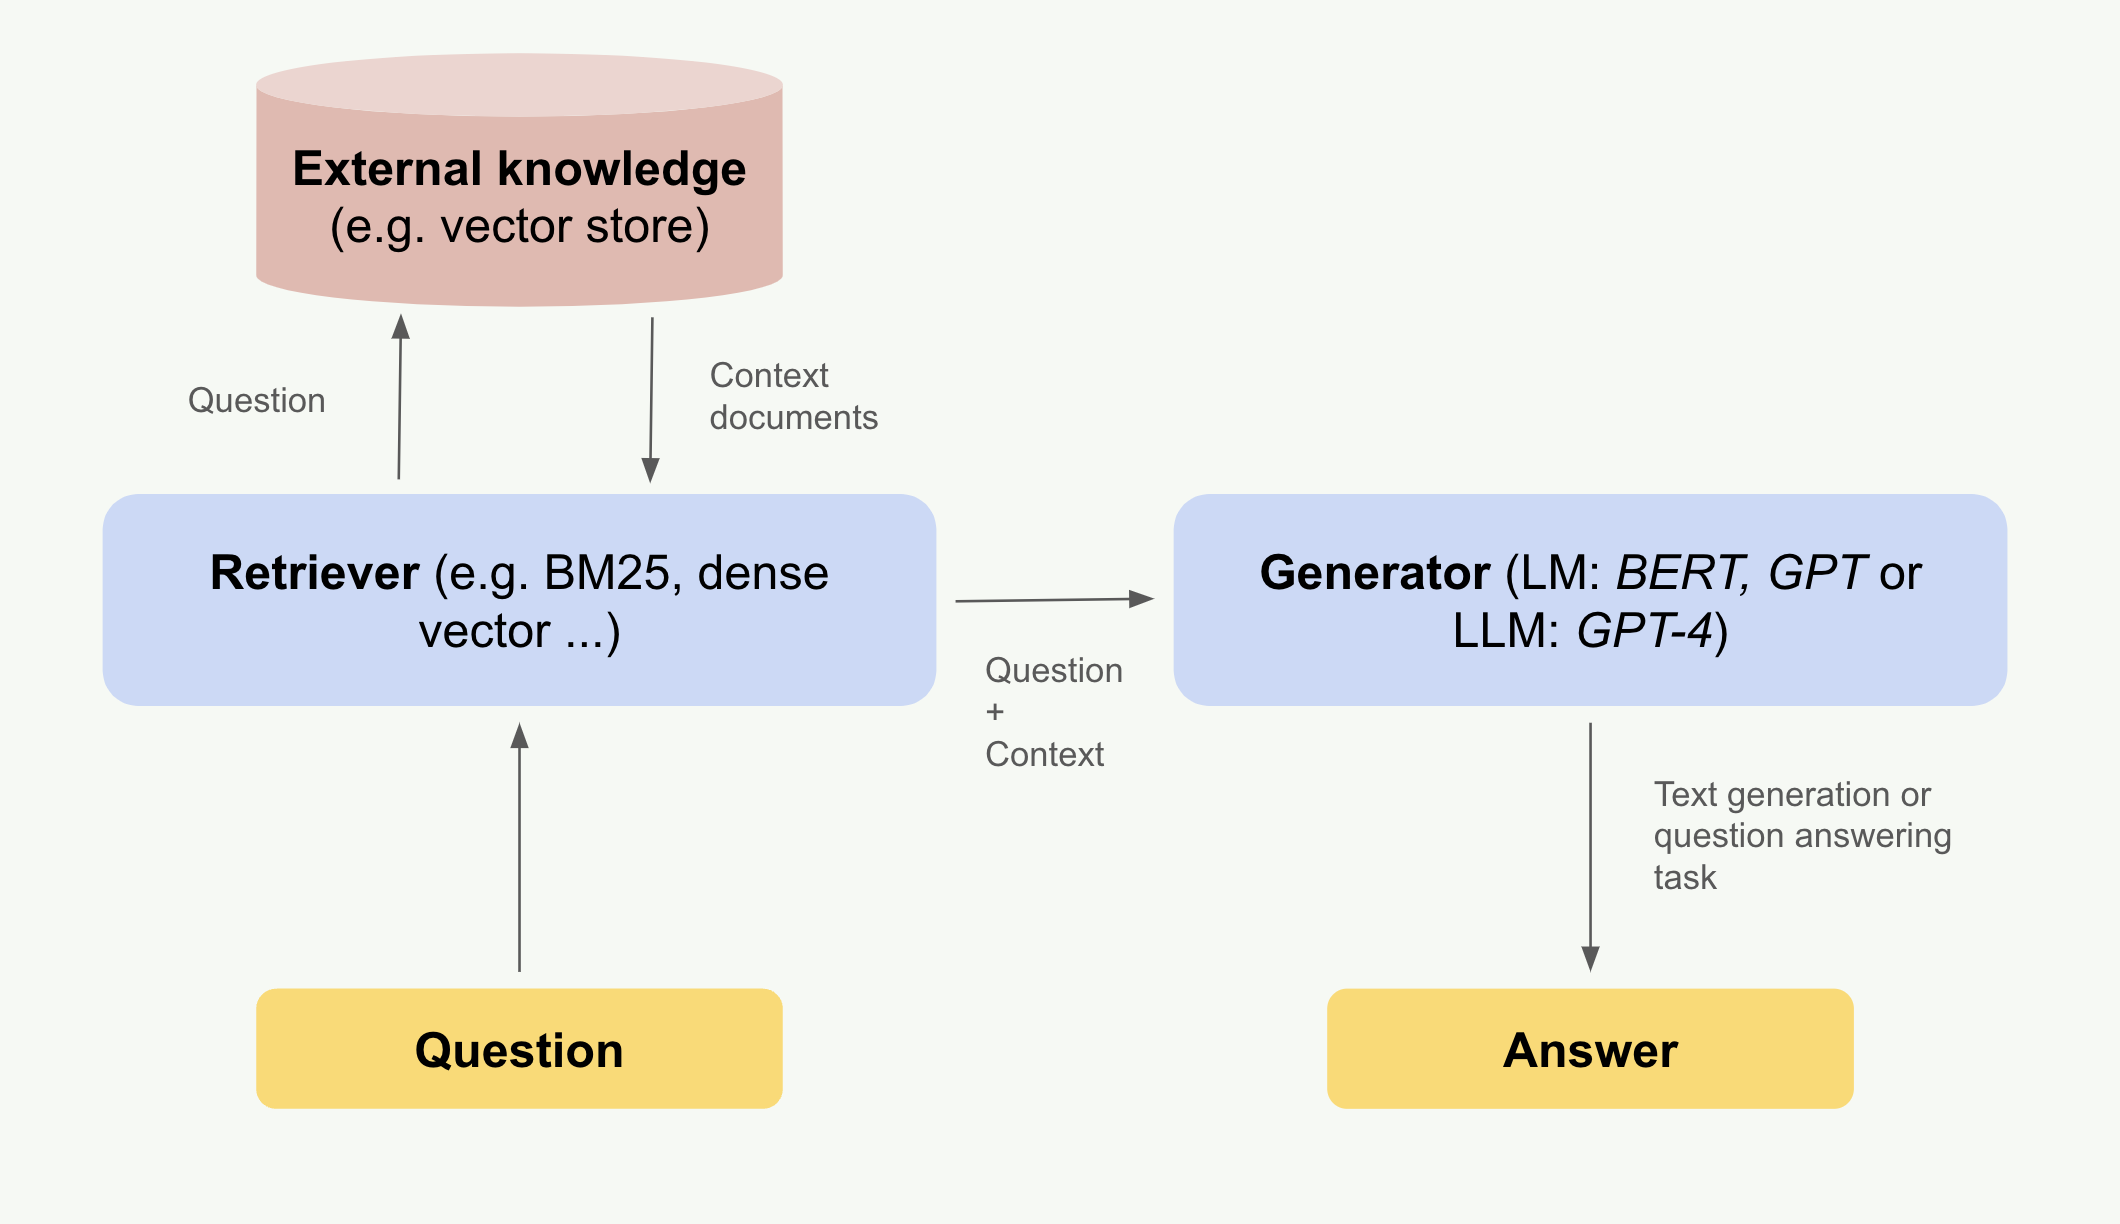 External knowledge
(e.g. vector store)
Question
Context
documents
Retriever (e.g. BM25, dense
vector ...)
Generator (LM: BERT, GPT or
LLM: GPT-4)
Question
+
Context
Text generation or
question answering
task
Question
Answer